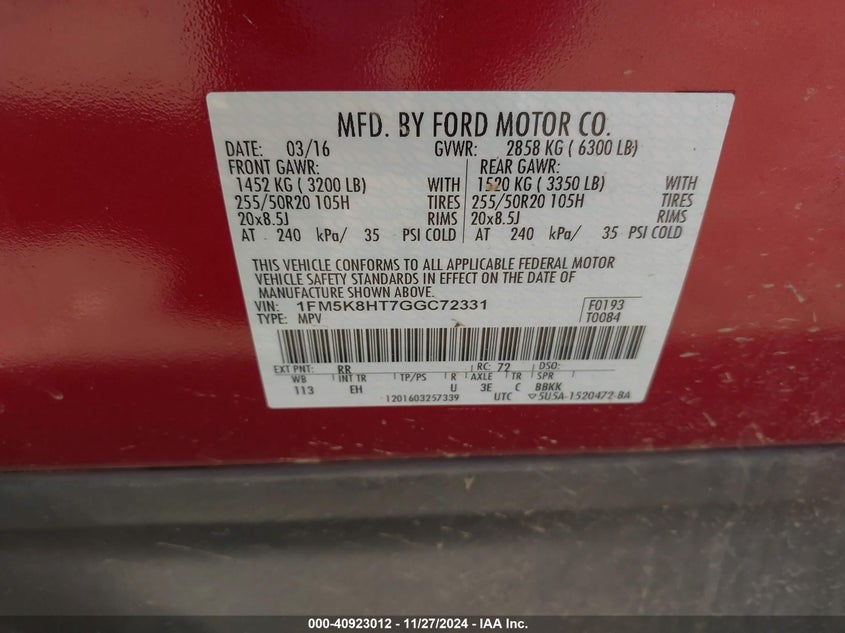 MFD. BY FORD MOTOR CO.
DATE: 03/16 GVWR: 2858 KG ( 6300 LB)
FRONT GAWR: REAR GAWR:
1452 KG ( 3200 LB) WITH 1520 KG ( 3350 LB) WITH
255/50R20 105H TIRES 255/50R20 105H TIRES
20x8.5J RIMS 20x8.5J RIMS
AT 240 kPa/ 35 PSI COLD AT 240 kPa/ 35 PSI COLD
THIS VEHICLE CONFORMS TO ALL APPLICABLE FEDERAL MOTOR
VEHICLE SAFETY STANDARDS IN EFFECT ON THE DATE OF
MANUFACTURE SHOWN ABOVE.
VIN: 1FM5K8HT7GGC72331 F0193
TYPE: MPV T0084
EXT PNT: RR RC: 72 DSO:
WB INT TR TP/PS R AXLE TR SPR
113 EH U 3E C BBKK
1201603257339 UTC ▽5U5A-1520472-BA
000-40923012 - 11/27/2024 - IAA Inc.